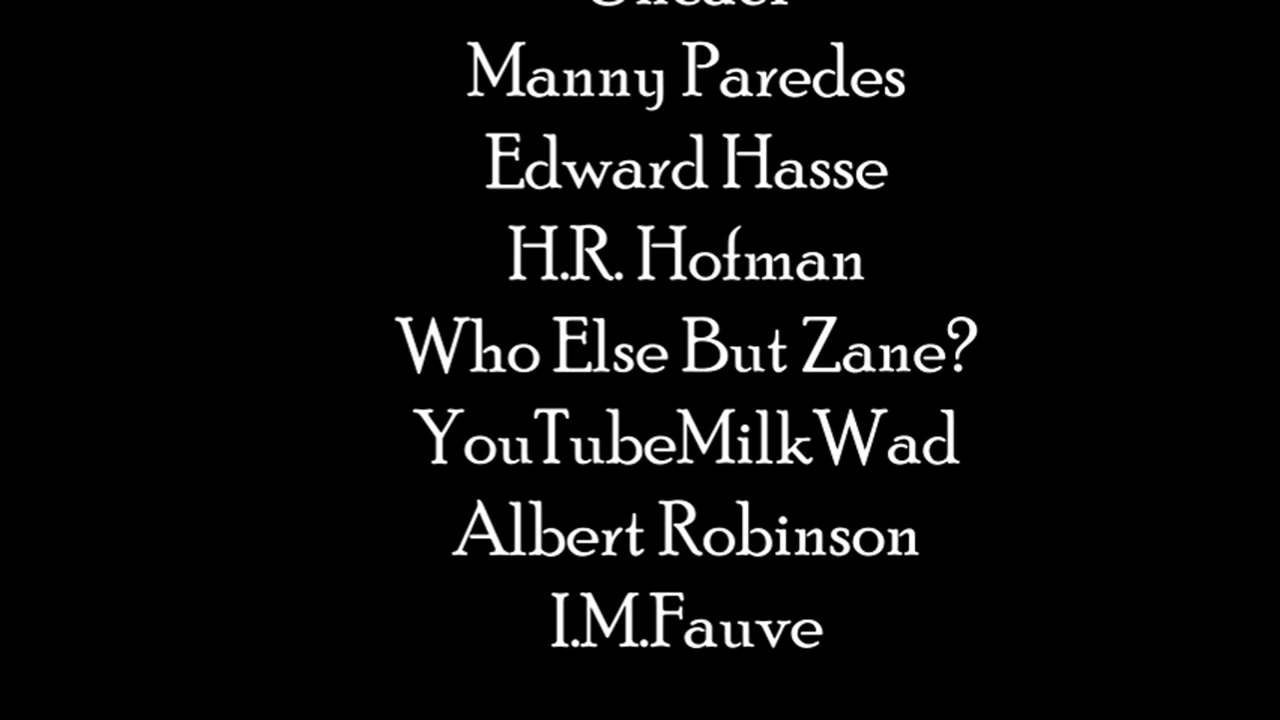 Manny Paredes
Edward Hasse
H.R. Hofman
Who Else But Zane?
YouTubeMilkWad
Albert Robinson
I.M.Fauve